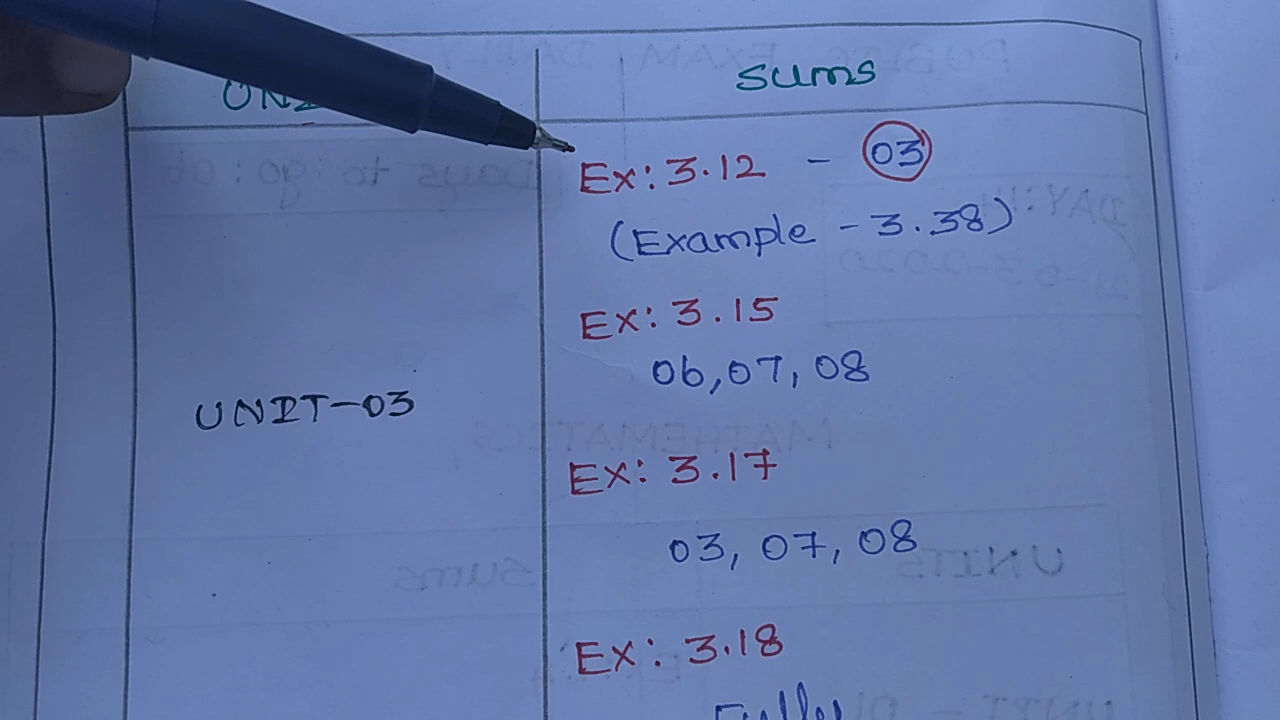 sums
Ex: 3.12 - 03
(Example - 3.38)
Ex: 3.15
06, 07, 08
UNIT-03
Ex: 3.17
03, 07, 08
Ex: 3.18
Fully